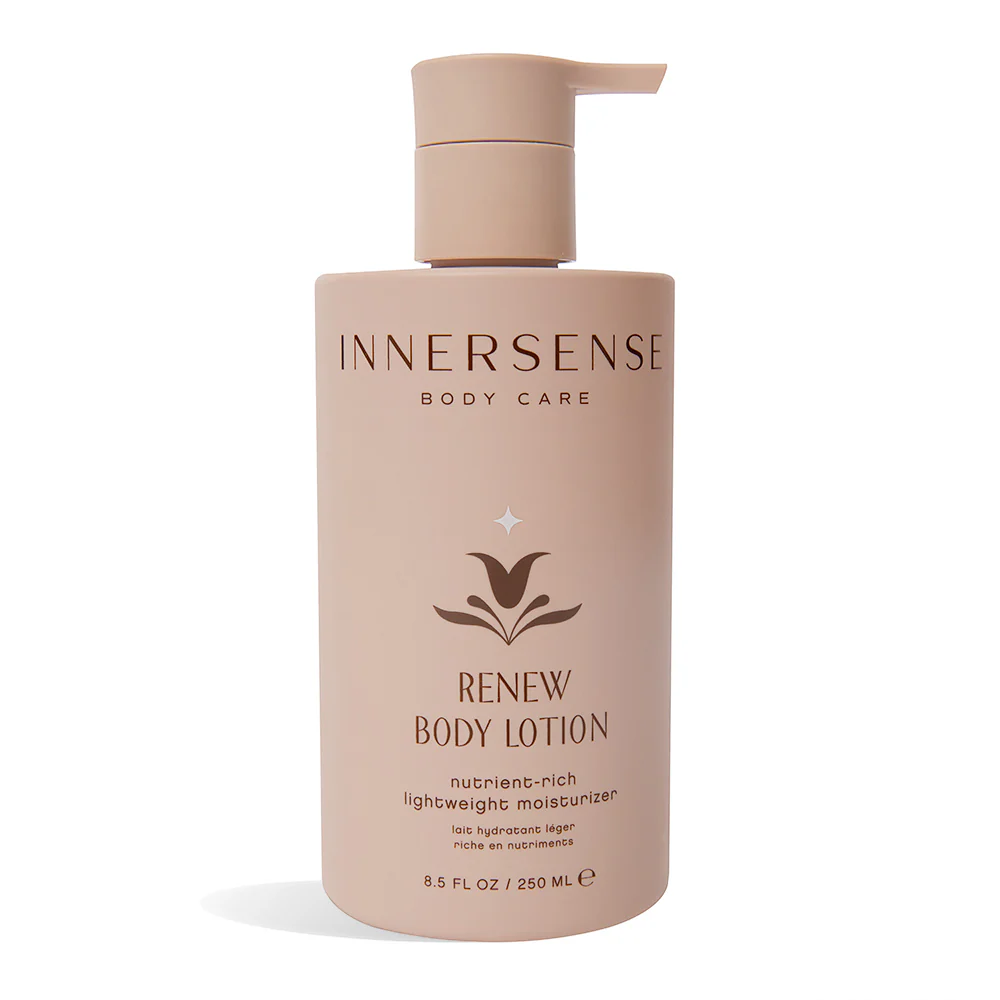 INNERSENSE
BODY CARE
RENEW
BODY LOTION
nutrient-rich
lightweight moisturizer
lait hydratant léger
riche en nutriments
8.5 FL OZ / 250 ML ℮